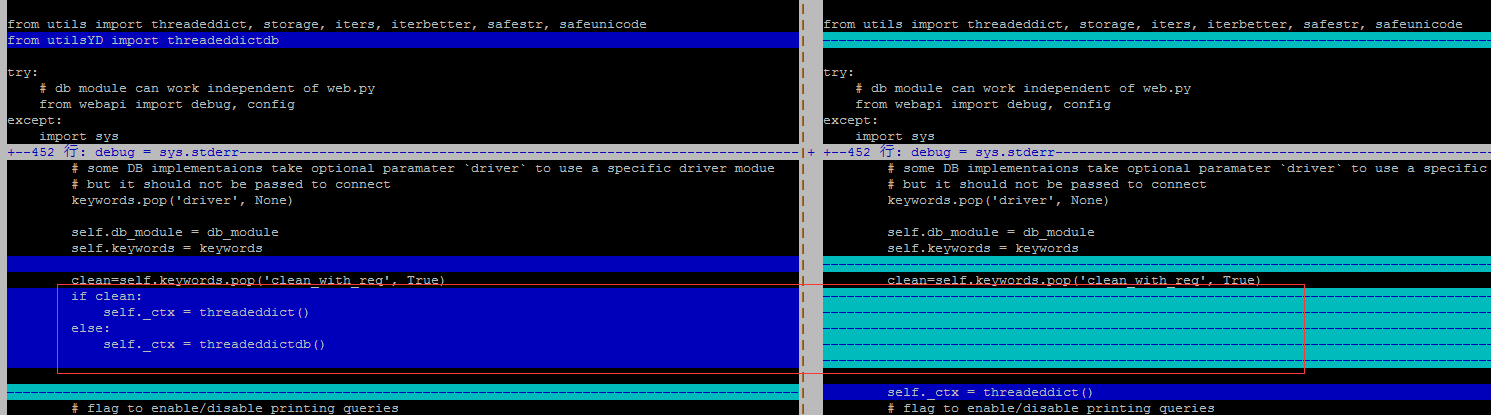 from utils import threadeddict, storage, iters, iterbetter, safestr, safeunicode
from utilsYD import threadeddictdb
try:
# db module can work independent of web.py
from webapi import debug, config
except:
import sys
+--452 行: debug = sys.stderr
# some DB implementaions take optional paramater `driver` to use a specific driver modue
# but it should not be passed to connect
keywords.pop('driver', None)
self.db_module = db_module
self.keywords = keywords
clean=self.keywords.pop('clean_with_req', True)
if clean:
self._ctx = threadeddict()
else:
self._ctx = threadeddictdb()
# flag to enable/disable printing queries
from utils import threadeddict, storage, iters, iterbetter, safestr, safeunicode
try:
# db module can work independent of web.py
from webapi import debug, config
except:
import sys
+ +--452 行: debug = sys.stderr
# some DB implementaions take optional paramater `driver` to use a specific
# but it should not be passed to connect
keywords.pop('driver', None)
self.db_module = db_module
self.keywords = keywords
clean=self.keywords.pop('clean_with_req', True)
self._ctx = threadeddict()
# flag to enable/disable printing queries